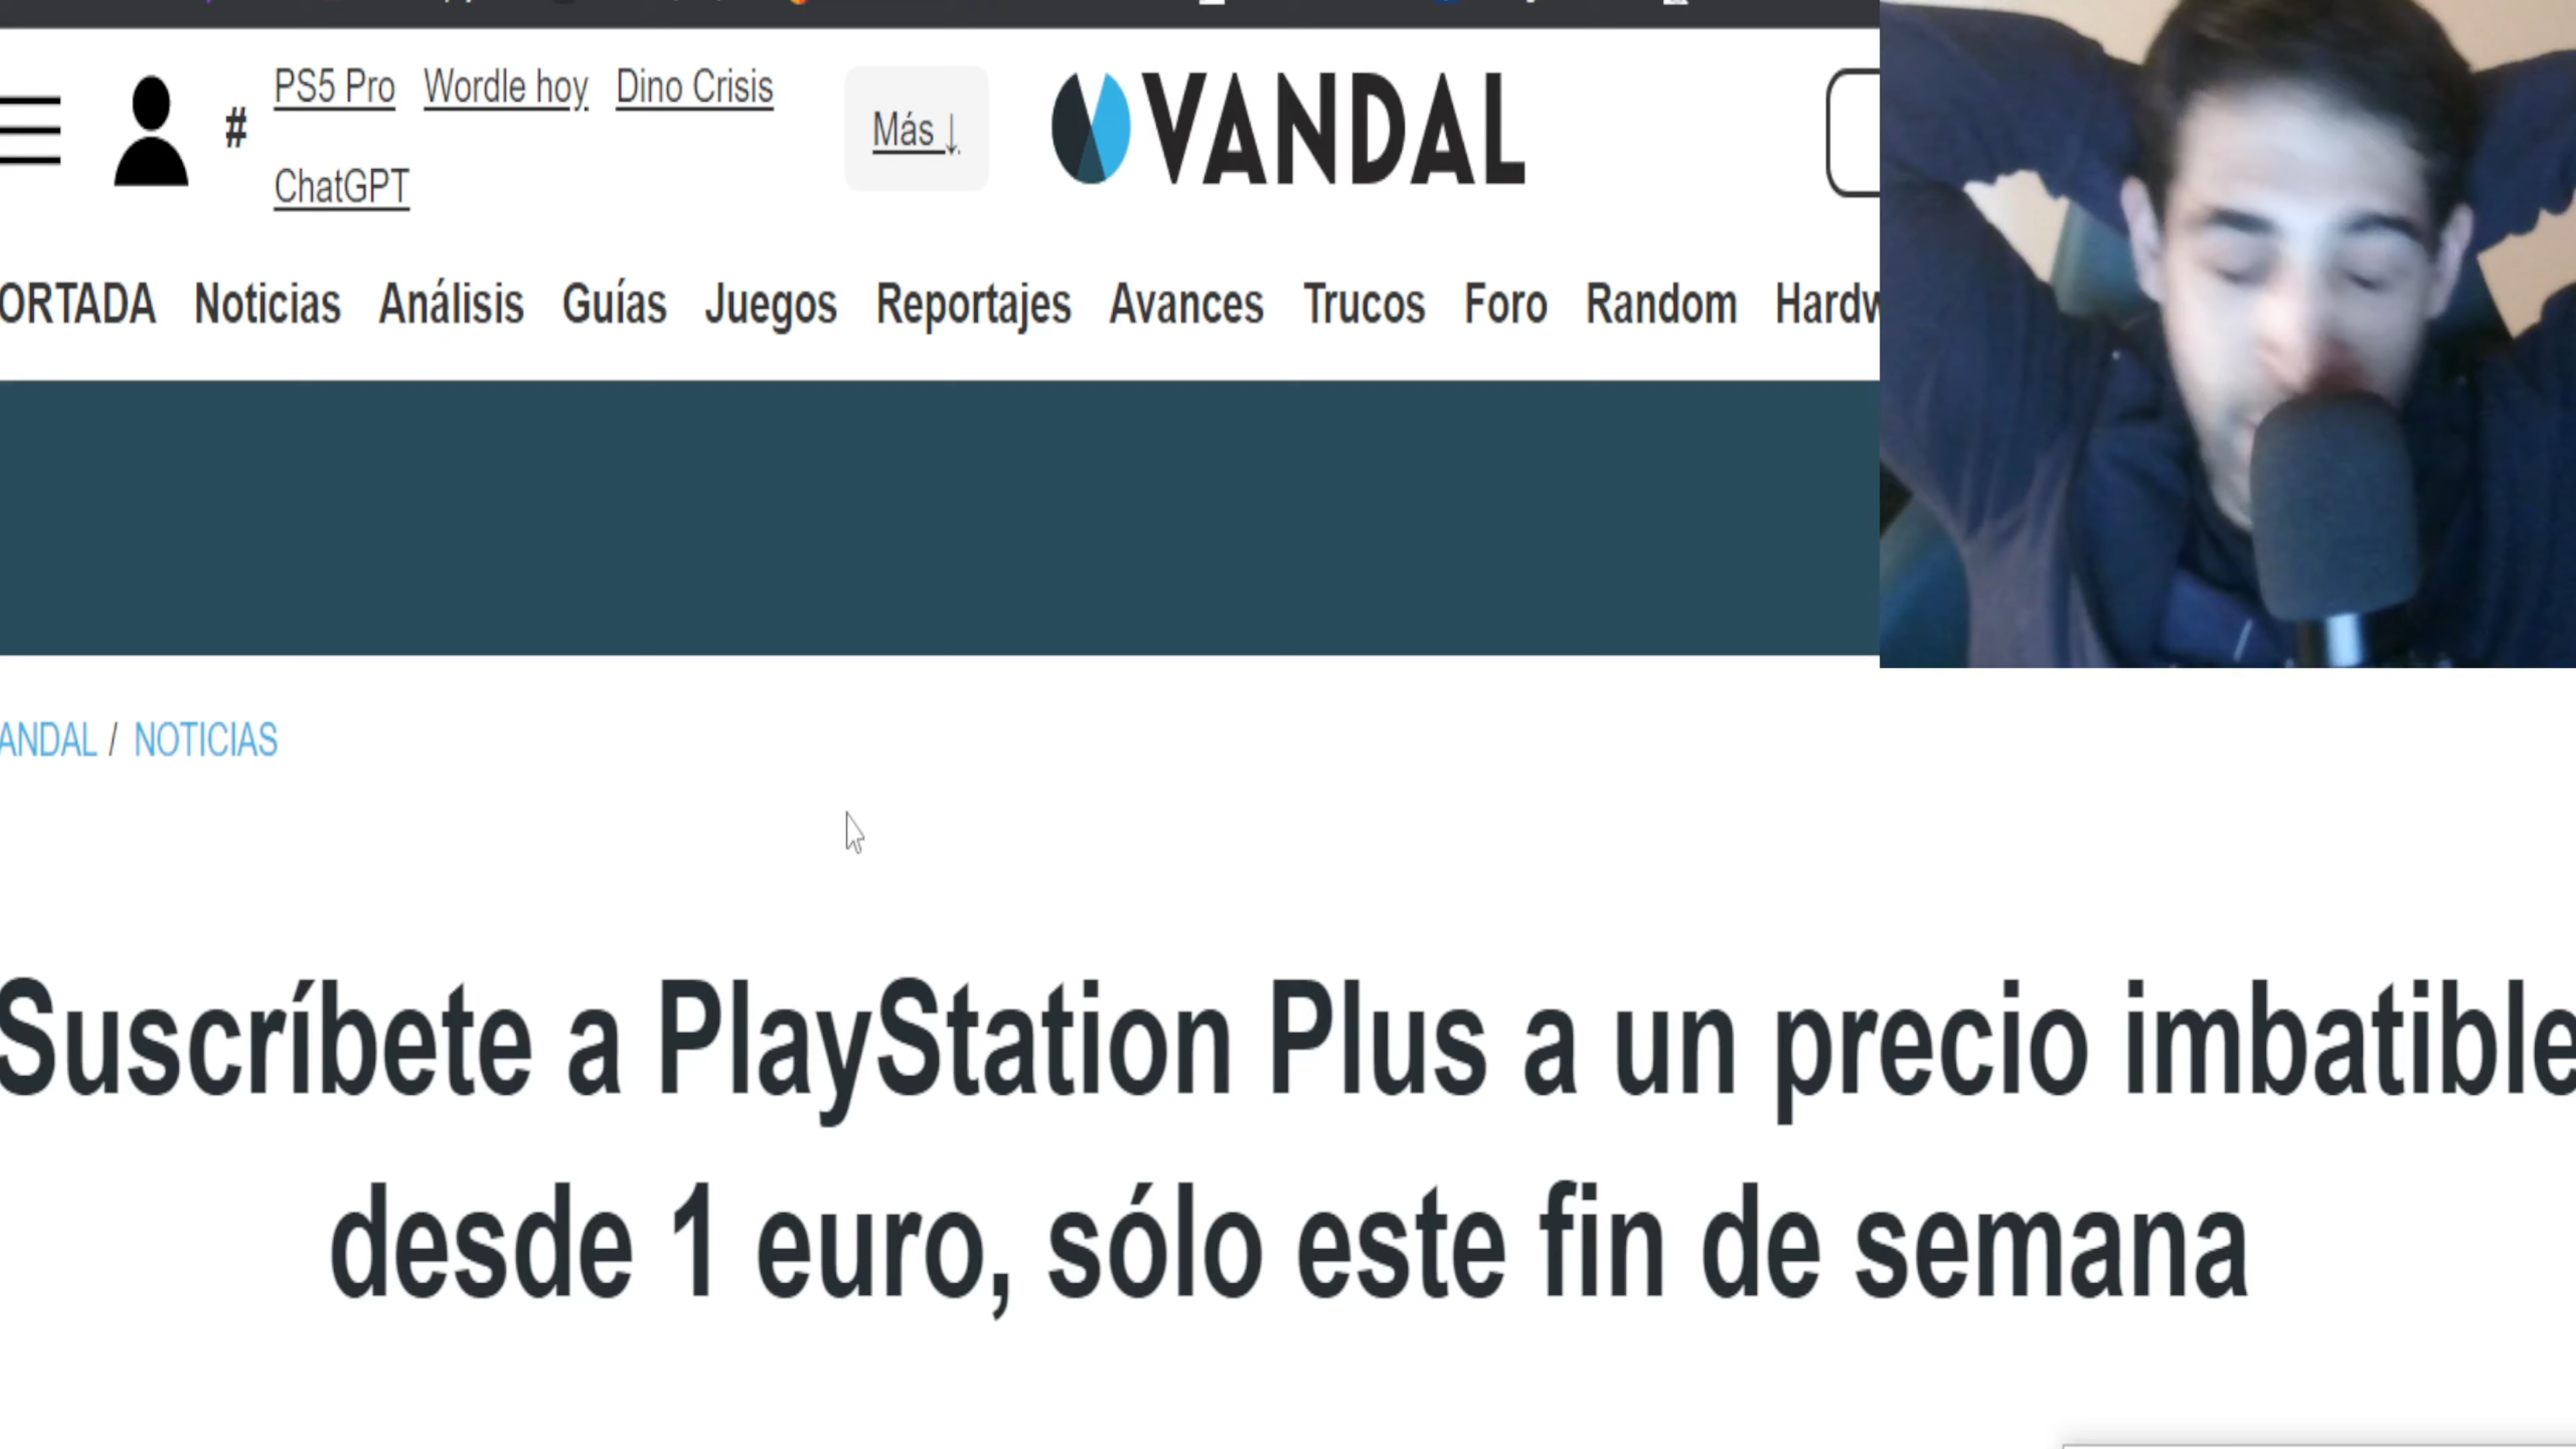 # PS5 Pro Wordle hoy Dino Crisis
ChatGPT
Más ↓
VANDAL
ORTADA Noticias Análisis Guías Juegos Reportajes Avances Trucos Foro Random Hardw
ANDAL / NOTICIAS
Suscríbete a PlayStation Plus a un precio imbatible
desde 1 euro, sólo este fin de semana